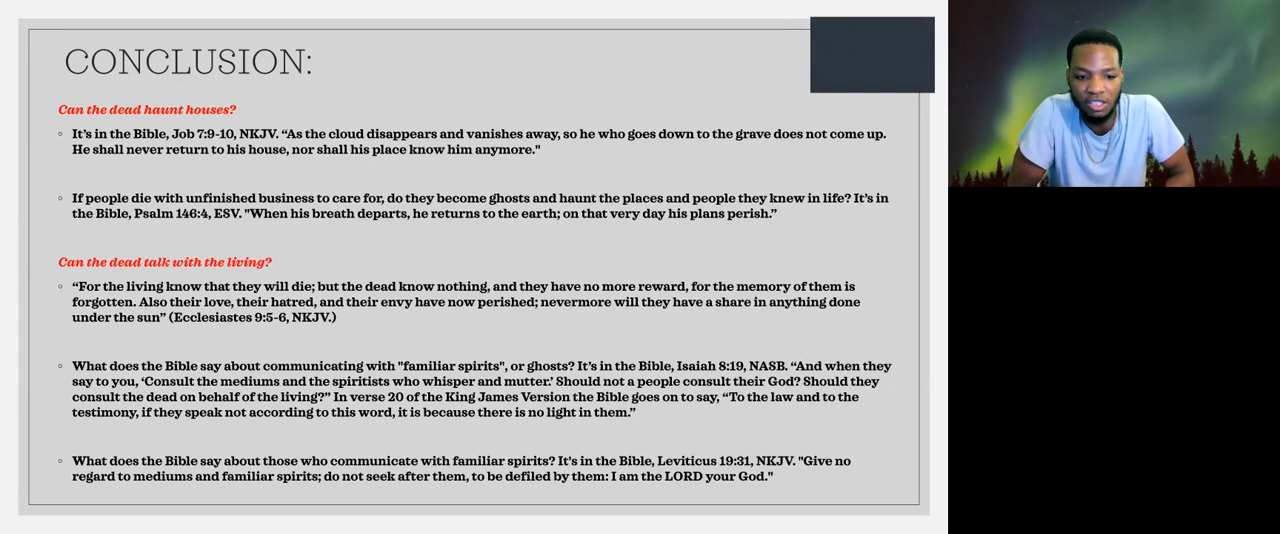 CONCLUSION:
Can the dead haunt houses?
◦ It's in the Bible, Job 7:9-10, NKJV. “As the cloud disappears and vanishes away, so he who goes down to the grave does not come up.
He shall never return to his house, nor shall his place know him anymore."
◦ If people die with unfinished business to care for, do they become ghosts and haunt the places and people they knew in life? It’s in
the Bible, Psalm 146:4, ESV. "When his breath departs, he returns to the earth; on that very day his plans perish.”
Can the dead talk with the living?
◦ “For the living know that they will die; but the dead know nothing, and they have no more reward, for the memory of them is
forgotten. Also their love, their hatred, and their envy have now perished; nevermore will they have a share in anything done
under the sun” (Ecclesiastes 9:5-6, NKJV.)
◦ What does the Bible say about communicating with "familiar spirits", or ghosts? It’s in the Bible, Isaiah 8:19, NASB. “And when they
say to you, ‘Consult the mediums and the spiritists who whisper and mutter.’ Should not a people consult their God? Should they
consult the dead on behalf of the living?” In verse 20 of the King James Version the Bible goes on to say, “To the law and to the
testimony, if they speak not according to this word, it is because there is no light in them.”
◦ What does the Bible say about those who communicate with familiar spirits? It's in the Bible, Leviticus 19:31, NKJV. "Give no
regard to mediums and familiar spirits; do not seek after them, to be defiled by them: I am the LORD your God."